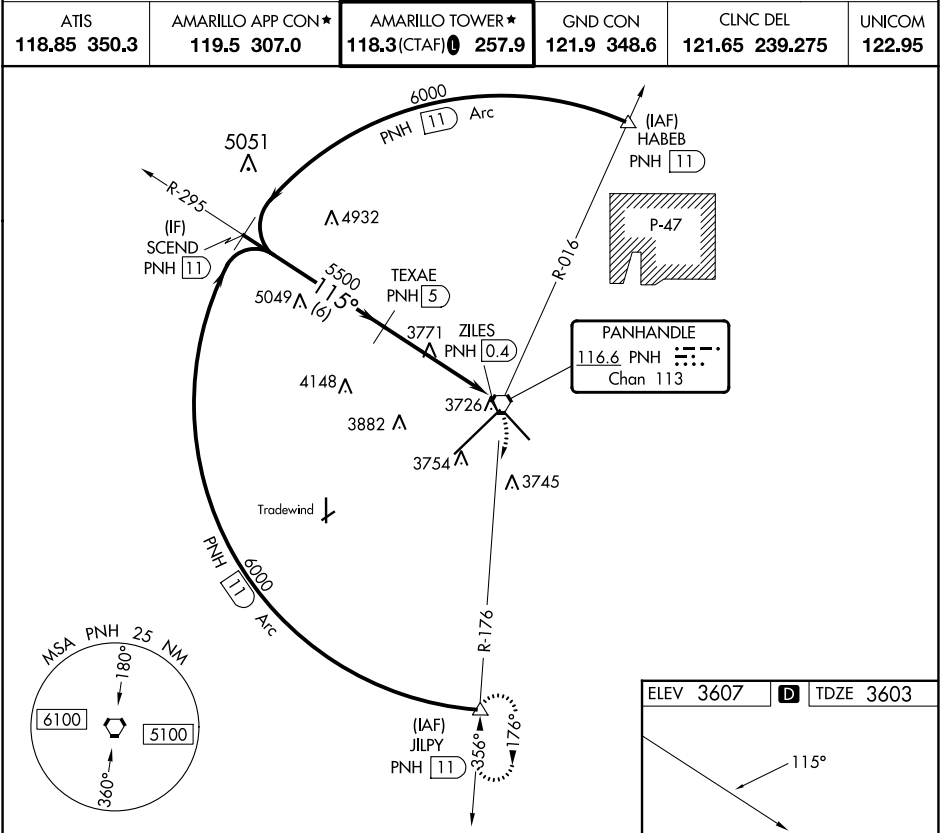 ATIS
118.85 350.3
AMARILLO APP CON★
119.5 307.0
AMARILLO TOWER★
118.3(CTAF) L 257.9
GND CON
121.9 348.6
CLNC DEL
121.65 239.275
UNICOM
122.95
6000
PNH 11 Arc
(IAF)
HABEB
PNH 11
5051
R-295
4932
P-47
(IF)
SCEND
PNH 11
R-016
5500
115°
(6)
5049
TEXAE
PNH 5
3771
ZILES
PNH 0.4
PANHANDLE
116.6 PNH
Chan 113
4148
3726
3882
3754
3745
Tradewind
6000
PNH 11 Arc
R-176
MSA PNH 25 NM
180°
6100
5100
360°
(IAF)
JILPY
PNH 11
356°
176°
ELEV 3607 D TDZE 3603
115°